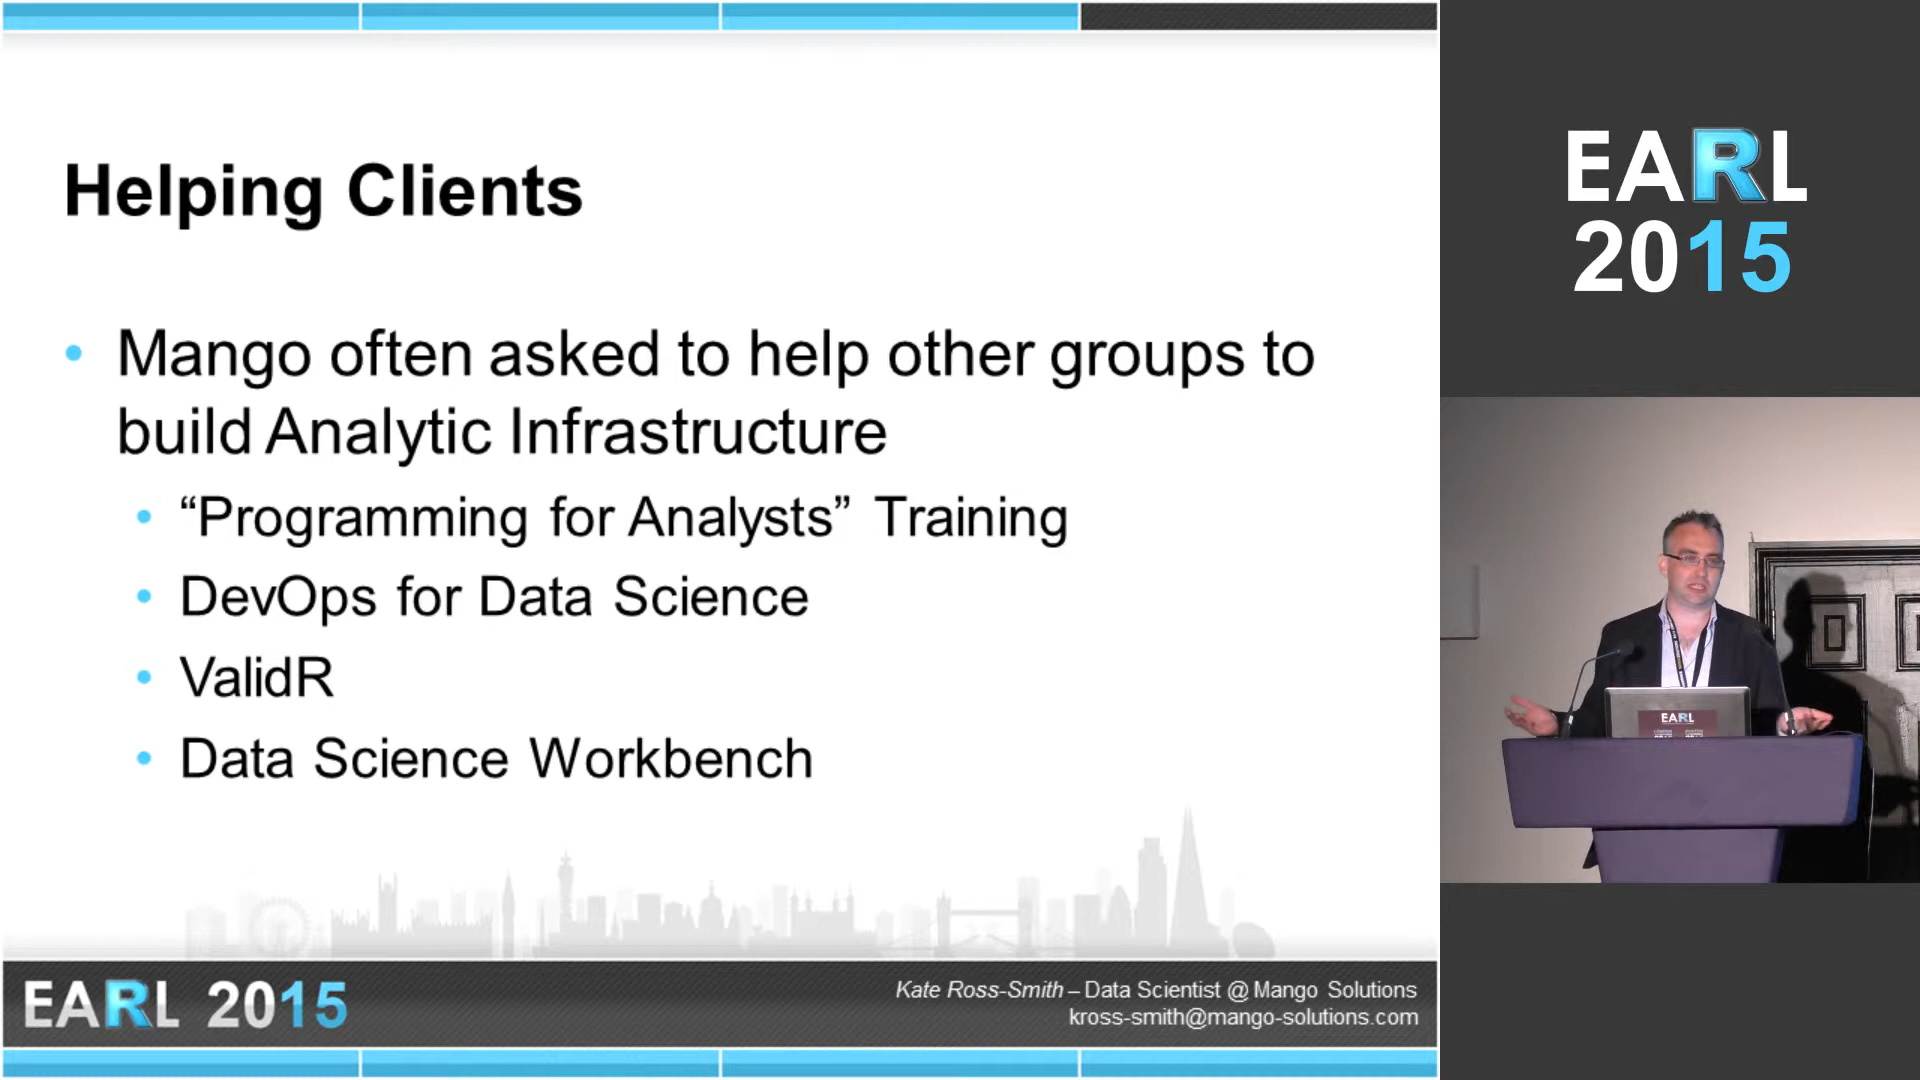 Helping Clients
• Mango often asked to help other groups to
build Analytic Infrastructure
• “Programming for Analysts” Training
• DevOps for Data Science
• ValidR
• Data Science Workbench
EARL 2015
Kate Ross-Smith – Data Scientist @ Mango Solutions
kross-smith@mango-solutions.com
EARL
2015
EARL